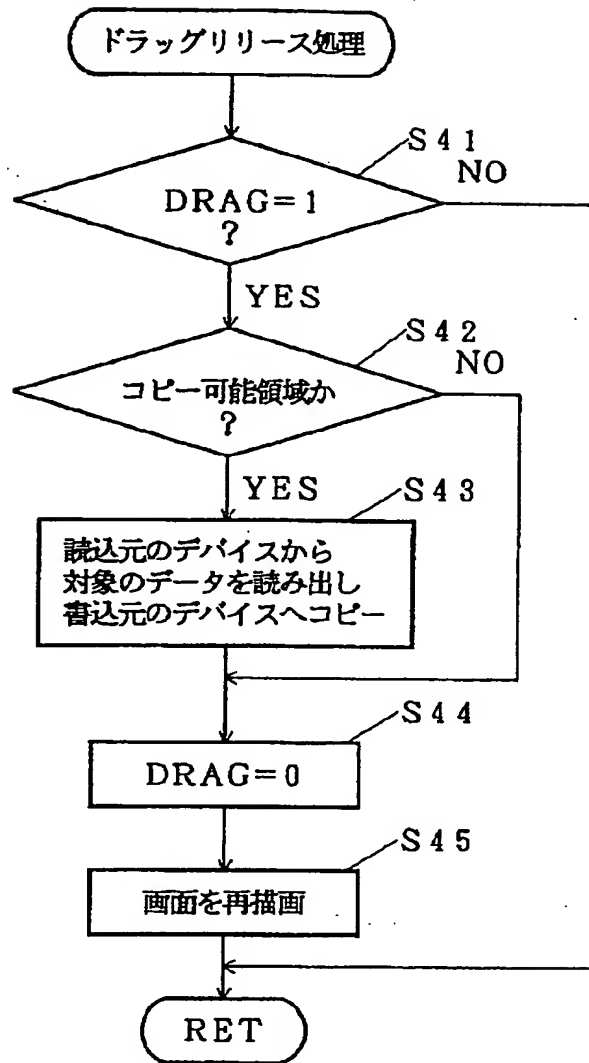 ドラッグリリース処理
S41
NO
DRAG=1
?
YES
S42
NO
コピー可能領域か
?
YES
S43
読込元のデバイスから
対象のデータを読み出し
書込元のデバイスへコピー
S44
DRAG=0
S45
画面を再描画
RET